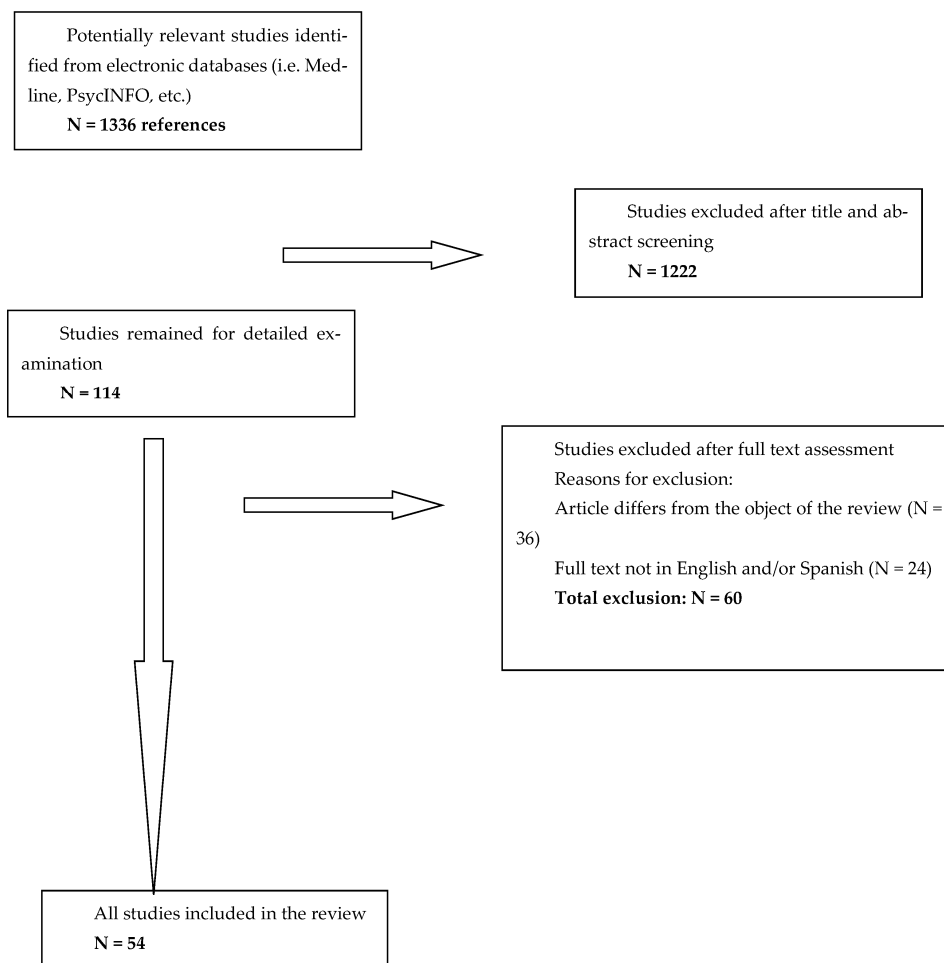 Potentially relevant studies identi-
fied from electronic databases (i.e. Med-
line, PsycINFO, etc.)
N = 1336 references
Studies excluded after title and ab-
stract screening
N = 1222
Studies remained for detailed ex-
amination
N = 114
Studies excluded after full text assessment
Reasons for exclusion:
Article differs from the object of the review (N =
36)
Full text not in English and/or Spanish (N = 24)
Total exclusion: N = 60
All studies included in the review
N = 54